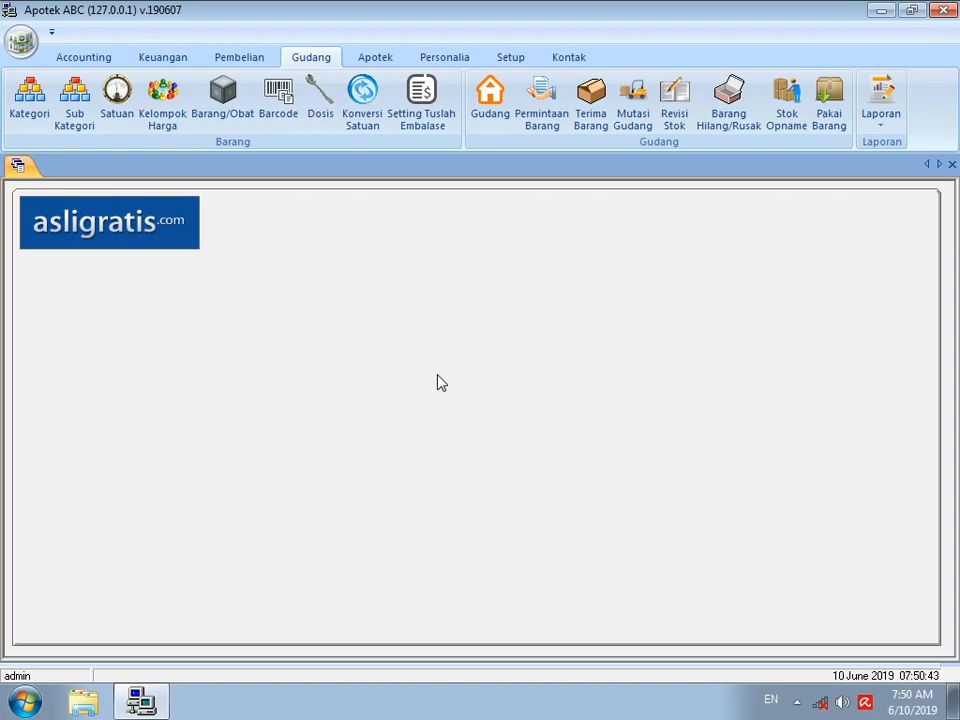 Apotek ABC (127.0.0.1) v.190607
Accounting Keuangan Pembelian Gudang Apotek Personalia Setup Kontak
Kategori
Sub Kategori
Satuan
Kelompok Harga
Barang/Obat
Barcode
Dosis
Konversi Satuan
Setting Tuslah Embalase
Gudang
Permintaan Barang
Terima Barang
Mutasi Gudang
Revisi Stok
Barang Hilang/Rusak
Stok Opname
Pakai Barang
Laporan
Barang
Gudang
Laporan
asligratis.com
admin
10 June 2019 07:50:43
EN
7:50 AM
6/10/2019